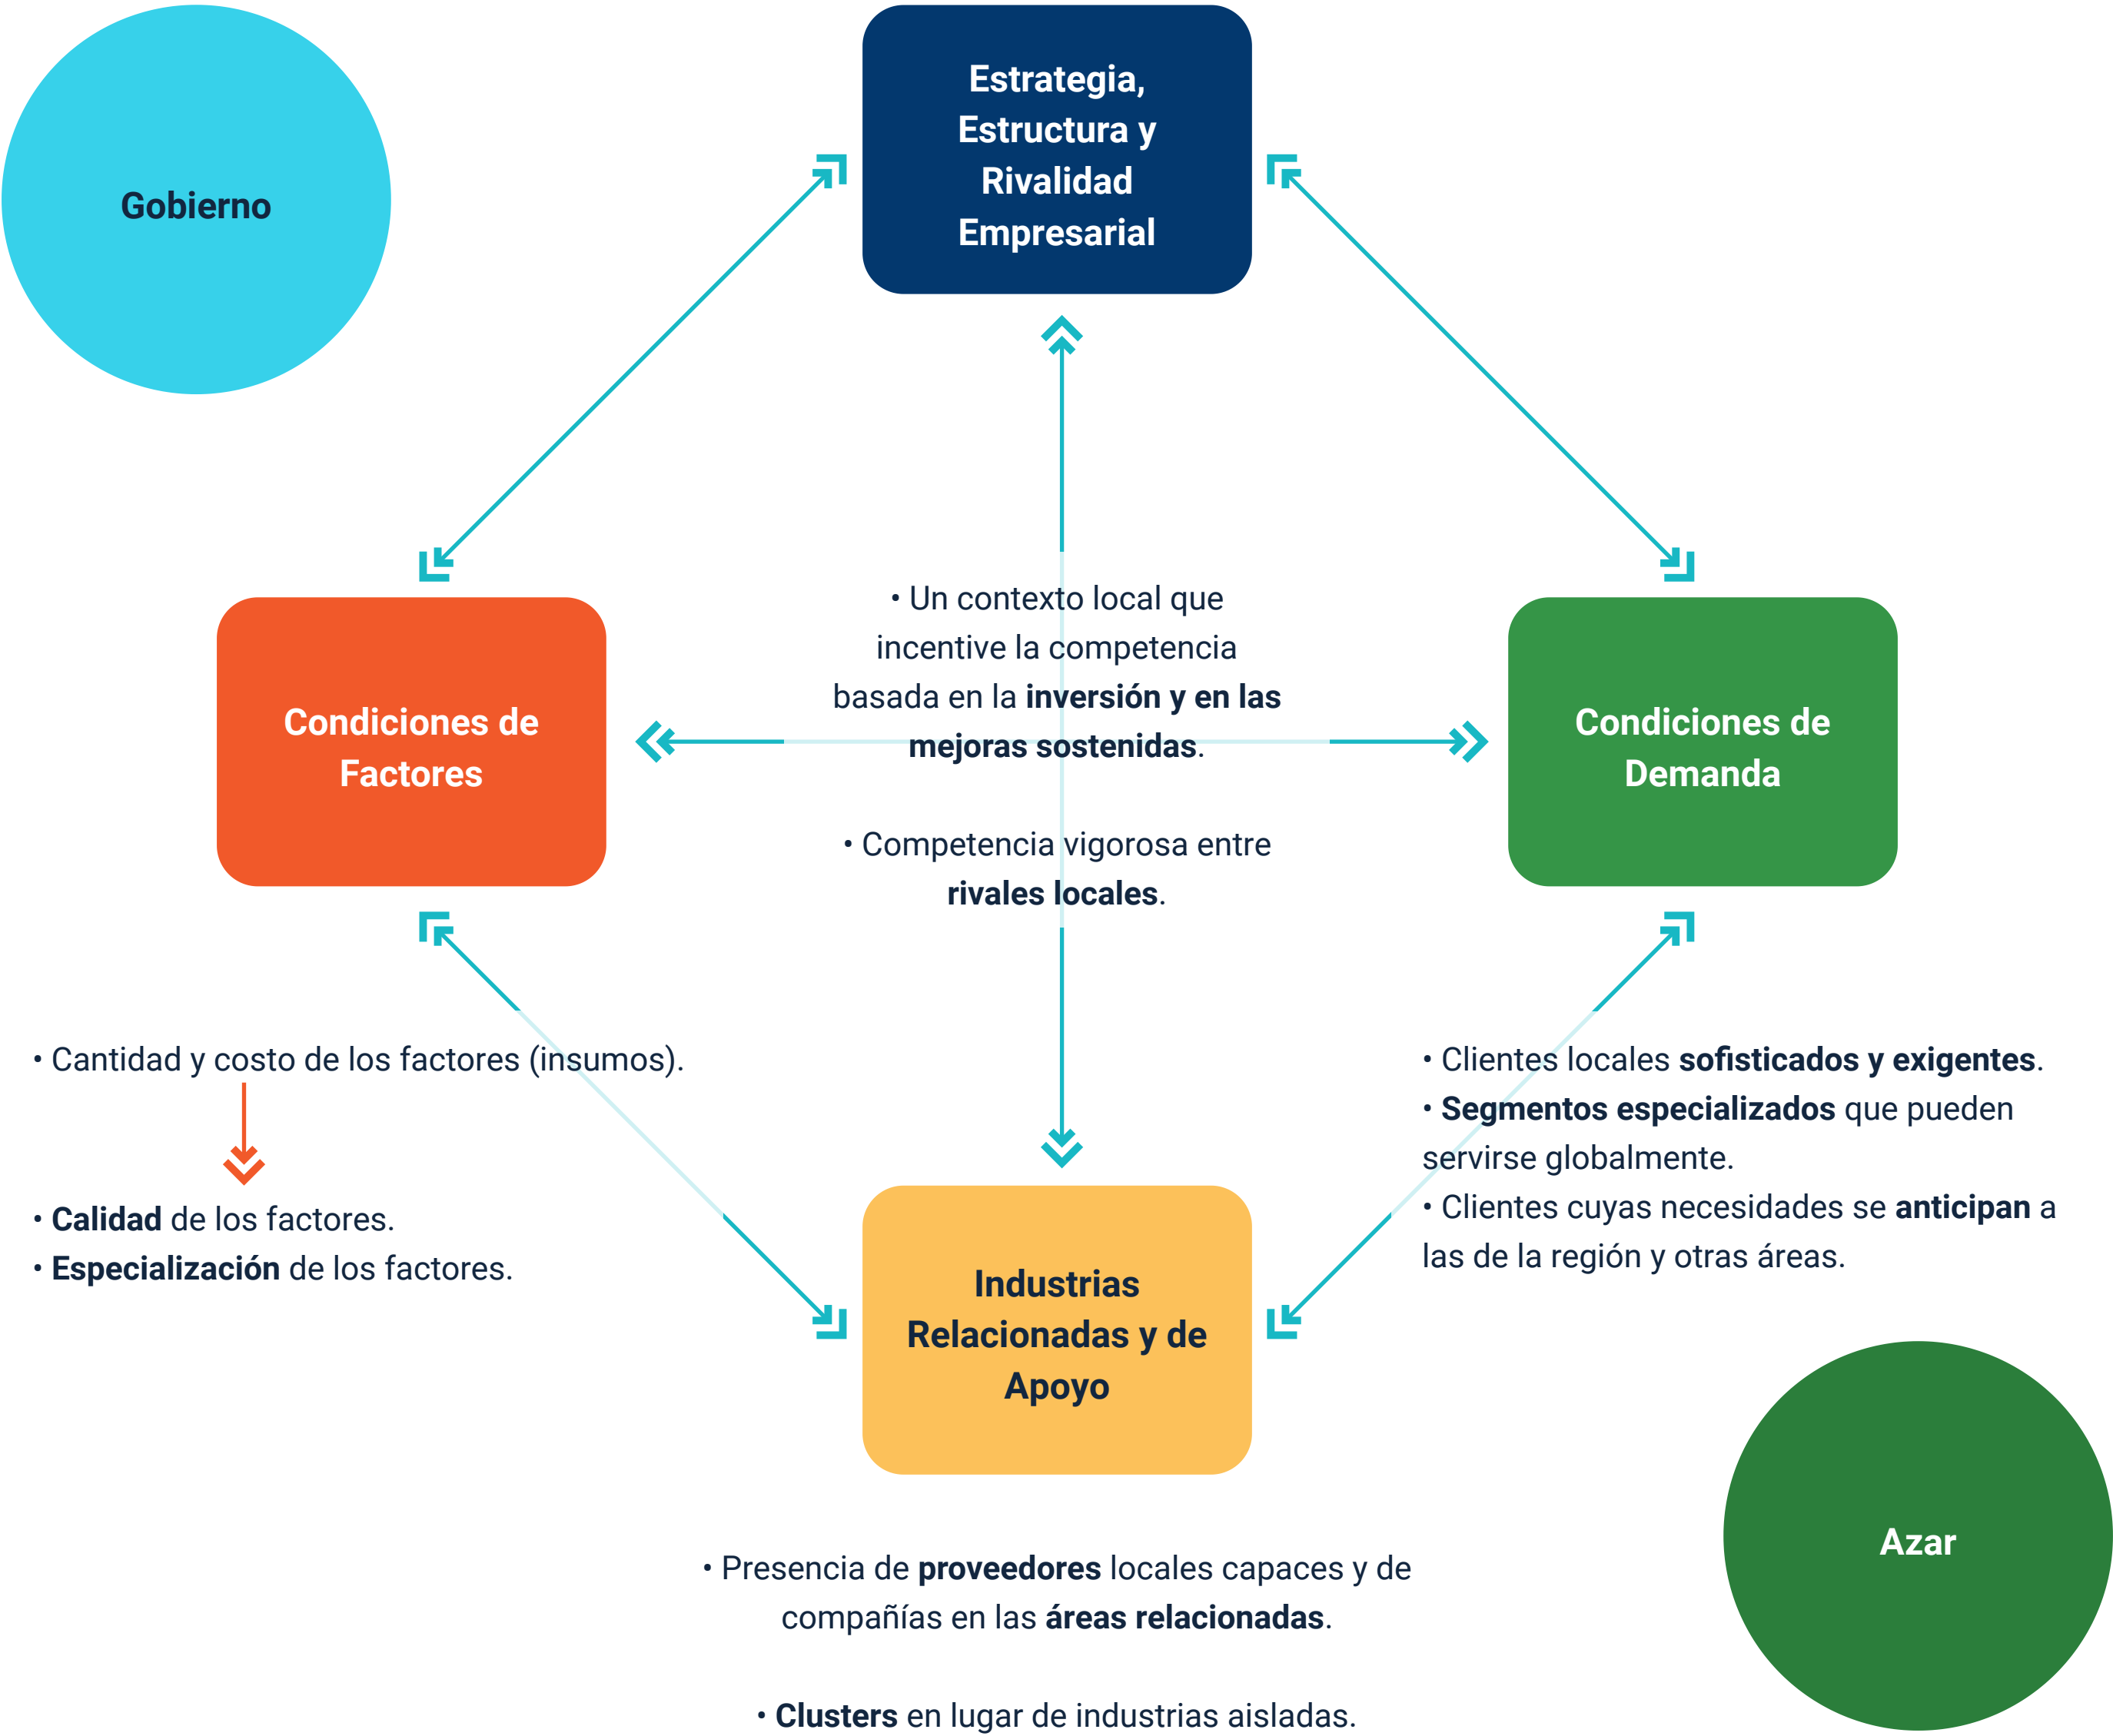 Gobierno
Estrategia,
Estructura y
Rivalidad
Empresarial
• Un contexto local que
incentive la competencia
basada en la inversión y en las
mejoras sostenidas.
• Competencia vigorosa entre
rivales locales.
Condiciones de
Factores
Condiciones de
Demanda
• Cantidad y costo de los factores (insumos).
• Calidad de los factores.
• Especialización de los factores.
• Clientes locales sofisticados y exigentes.
• Segmentos especializados que pueden
servirse globalmente.
• Clientes cuyas necesidades se anticipan a
las de la región y otras áreas.
Industrias
Relacionadas y de
Apoyo
Azar
• Presencia de proveedores locales capaces y de
compañías en las áreas relacionadas.
• Clusters en lugar de industrias aisladas.